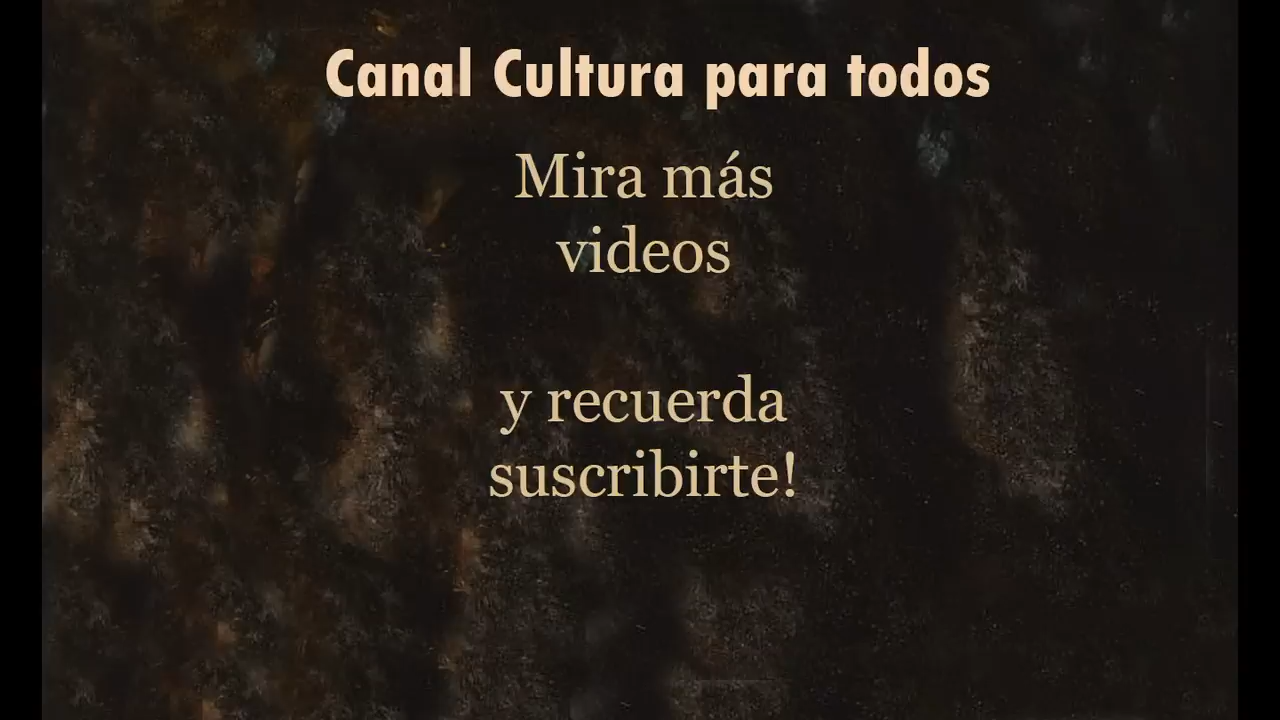 Canal Cultura para todos
Mira más
videos
y recuerda
suscribirte!